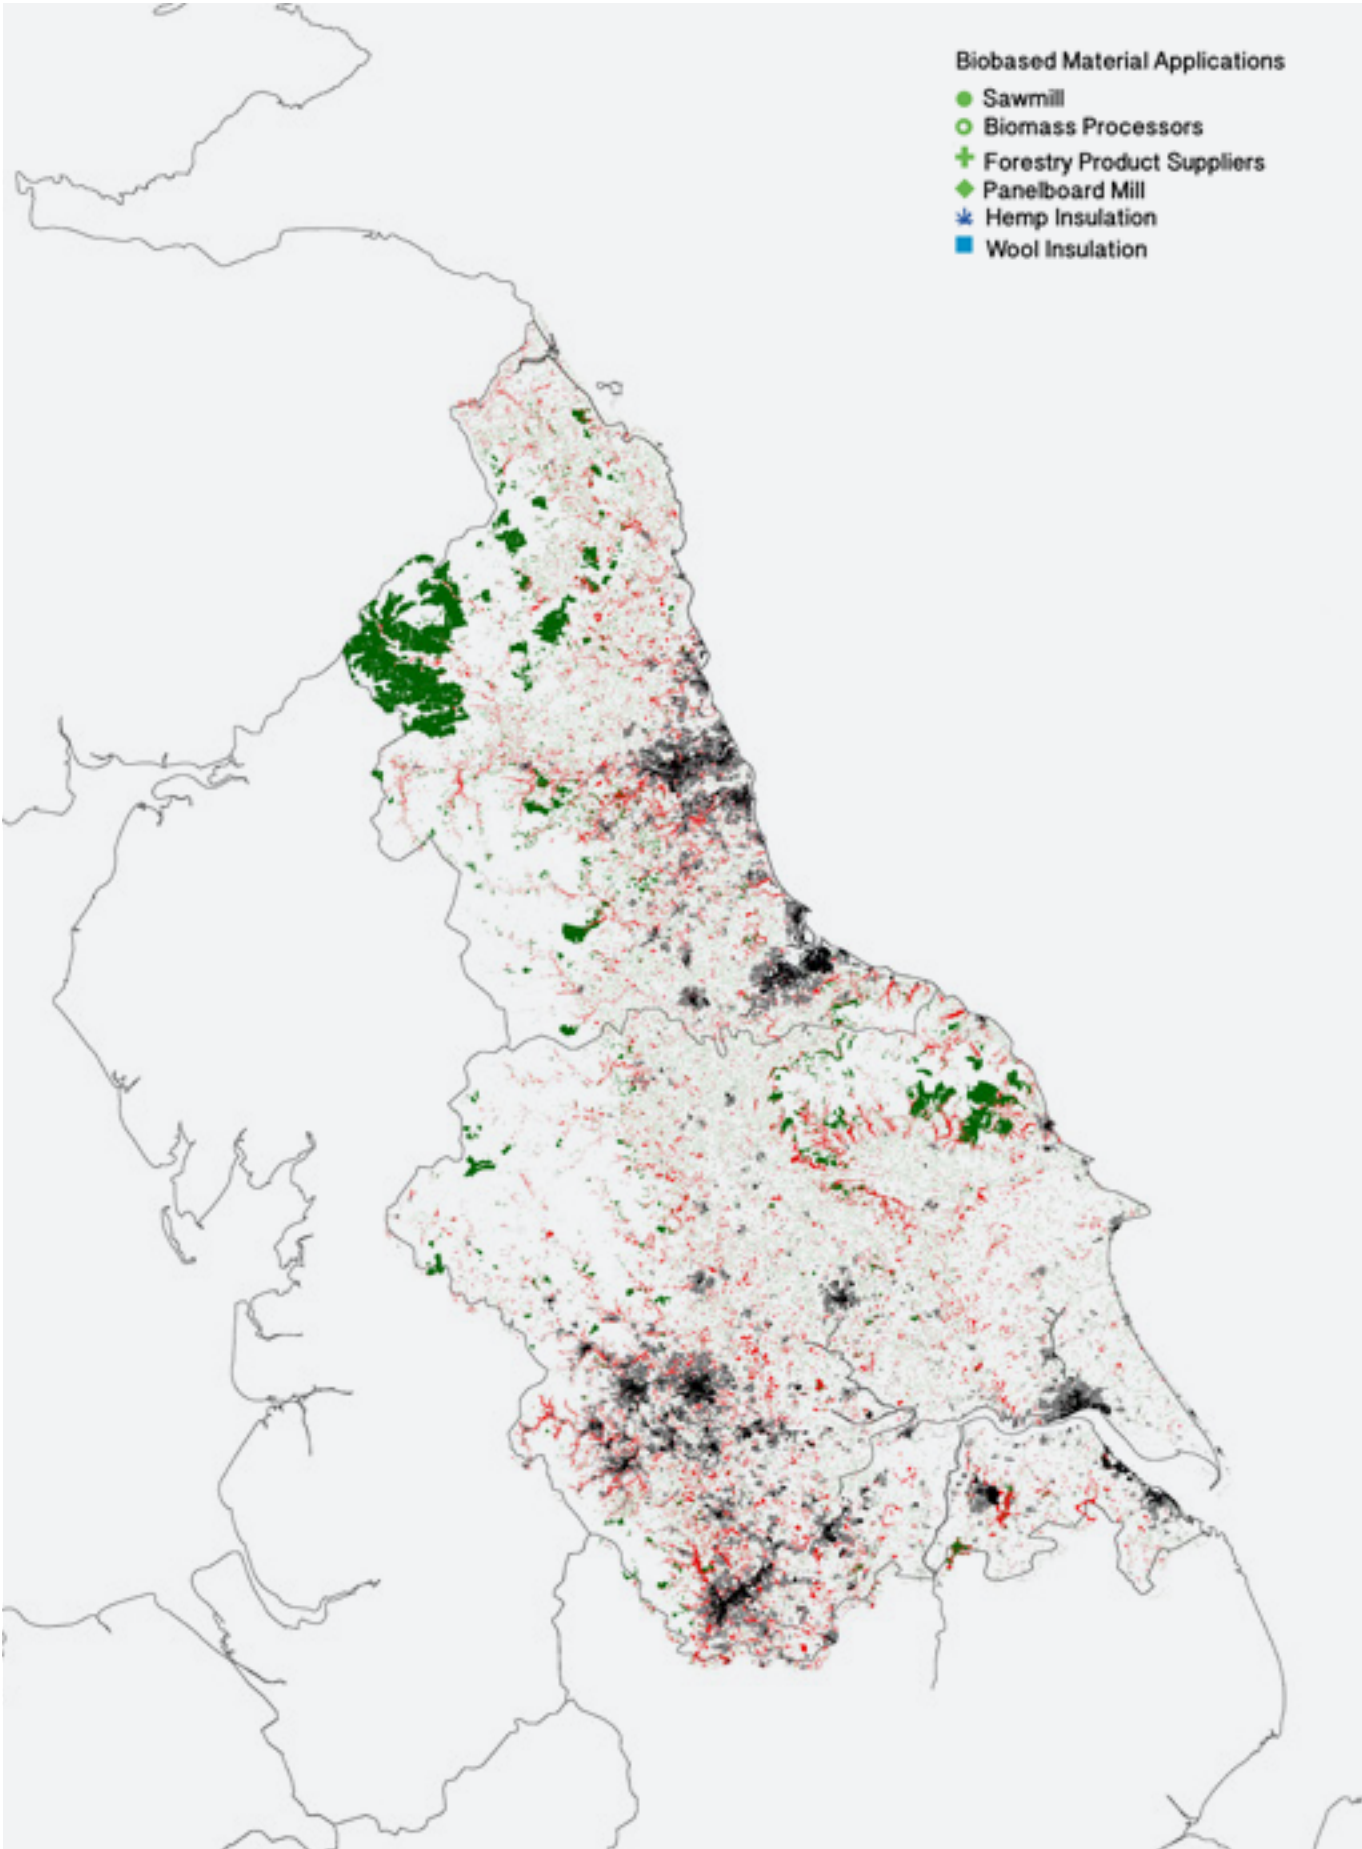 Biobased Material Applications
Sawmill
Biomass Processors
Forestry Product Suppliers
Panelboard Mill
Hemp Insulation
Wool Insulation